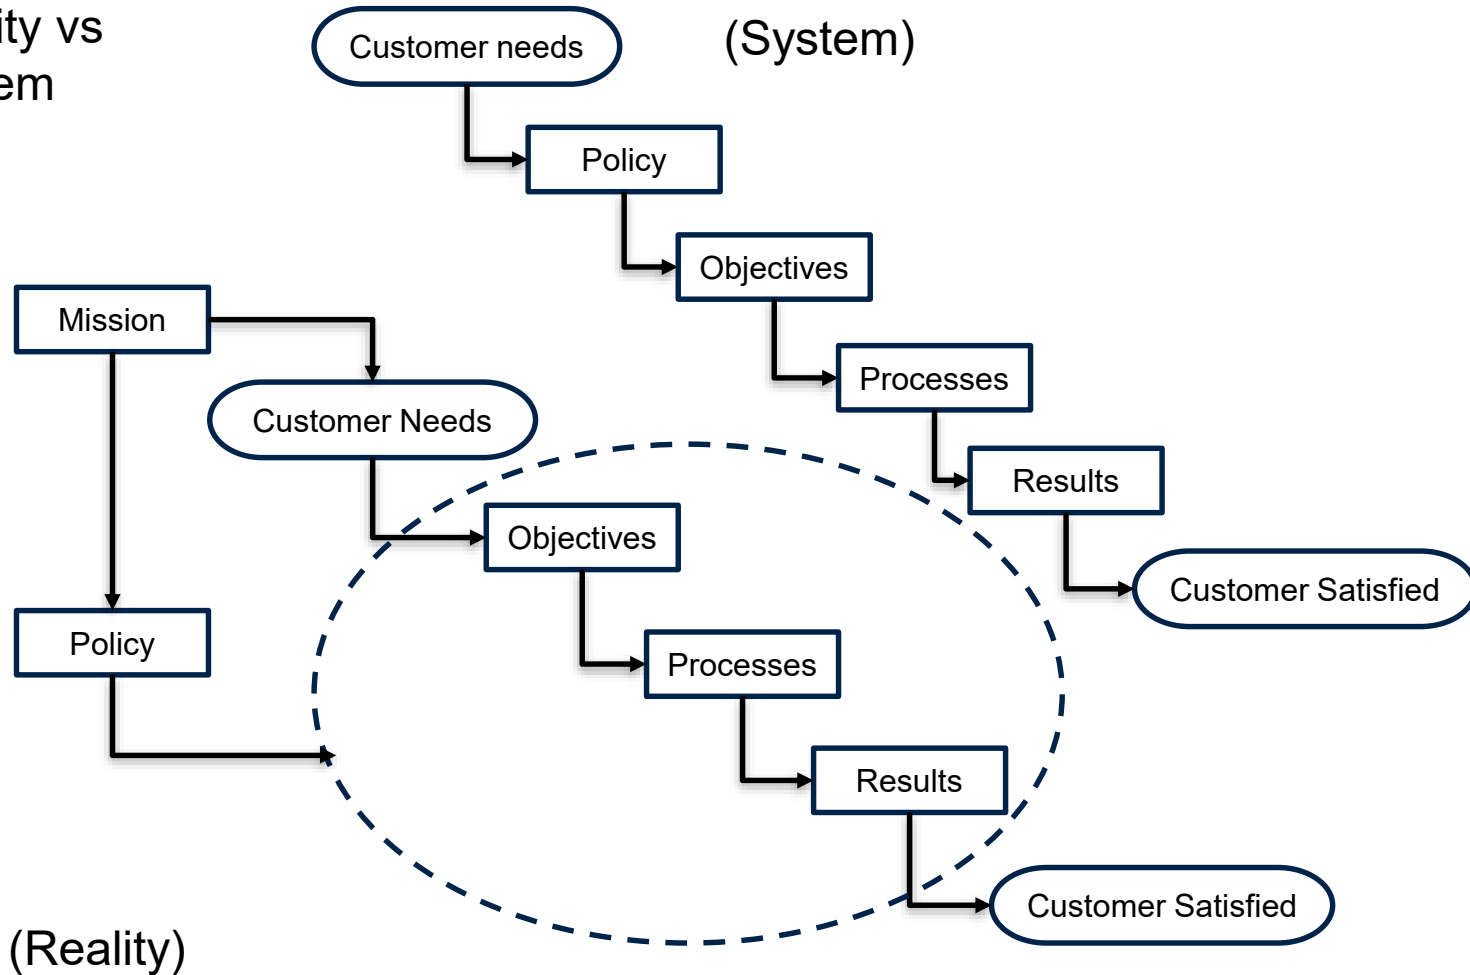 ity vs
em
(System)
Customer needs
Policy
Objectives
Mission
Processes
Customer Needs
Results
Objectives
Customer Satisfied
Policy
Processes
Results
Customer Satisfied
(Reality)